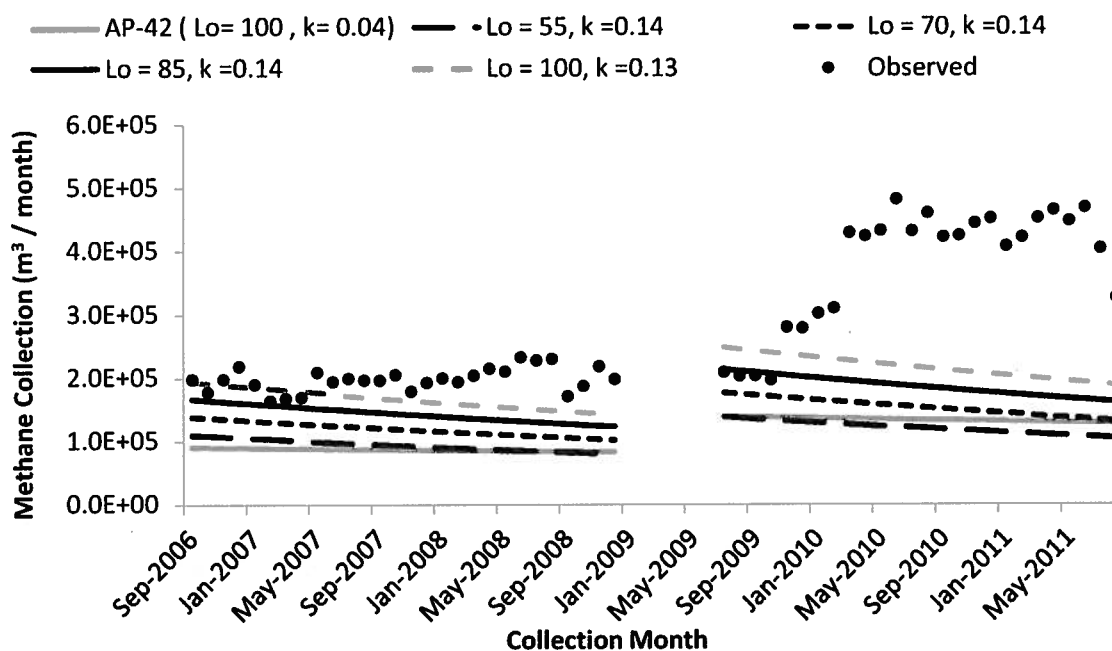 AP-42 ( Lo= 100 , k= 0.04) Lo = 55, k =0.14 Lo = 70, k =0.14
Lo = 85, k =0.14 Lo = 100, k =0.13 Observed
Methane Collection (m³ / month)
6.0E+05
5.0E+05
4.0E+05
3.0E+05
2.0E+05
1.0E+05
0.0E+00
Sep-2006
Jan-2007
May-2007
Sep-2007
Jan-2008
May-2008
Sep-2008
Jan-2009
May-2009
Sep-2009
Jan-2010
May-2010
Sep-2010
Jan-2011
May-2011
Collection Month